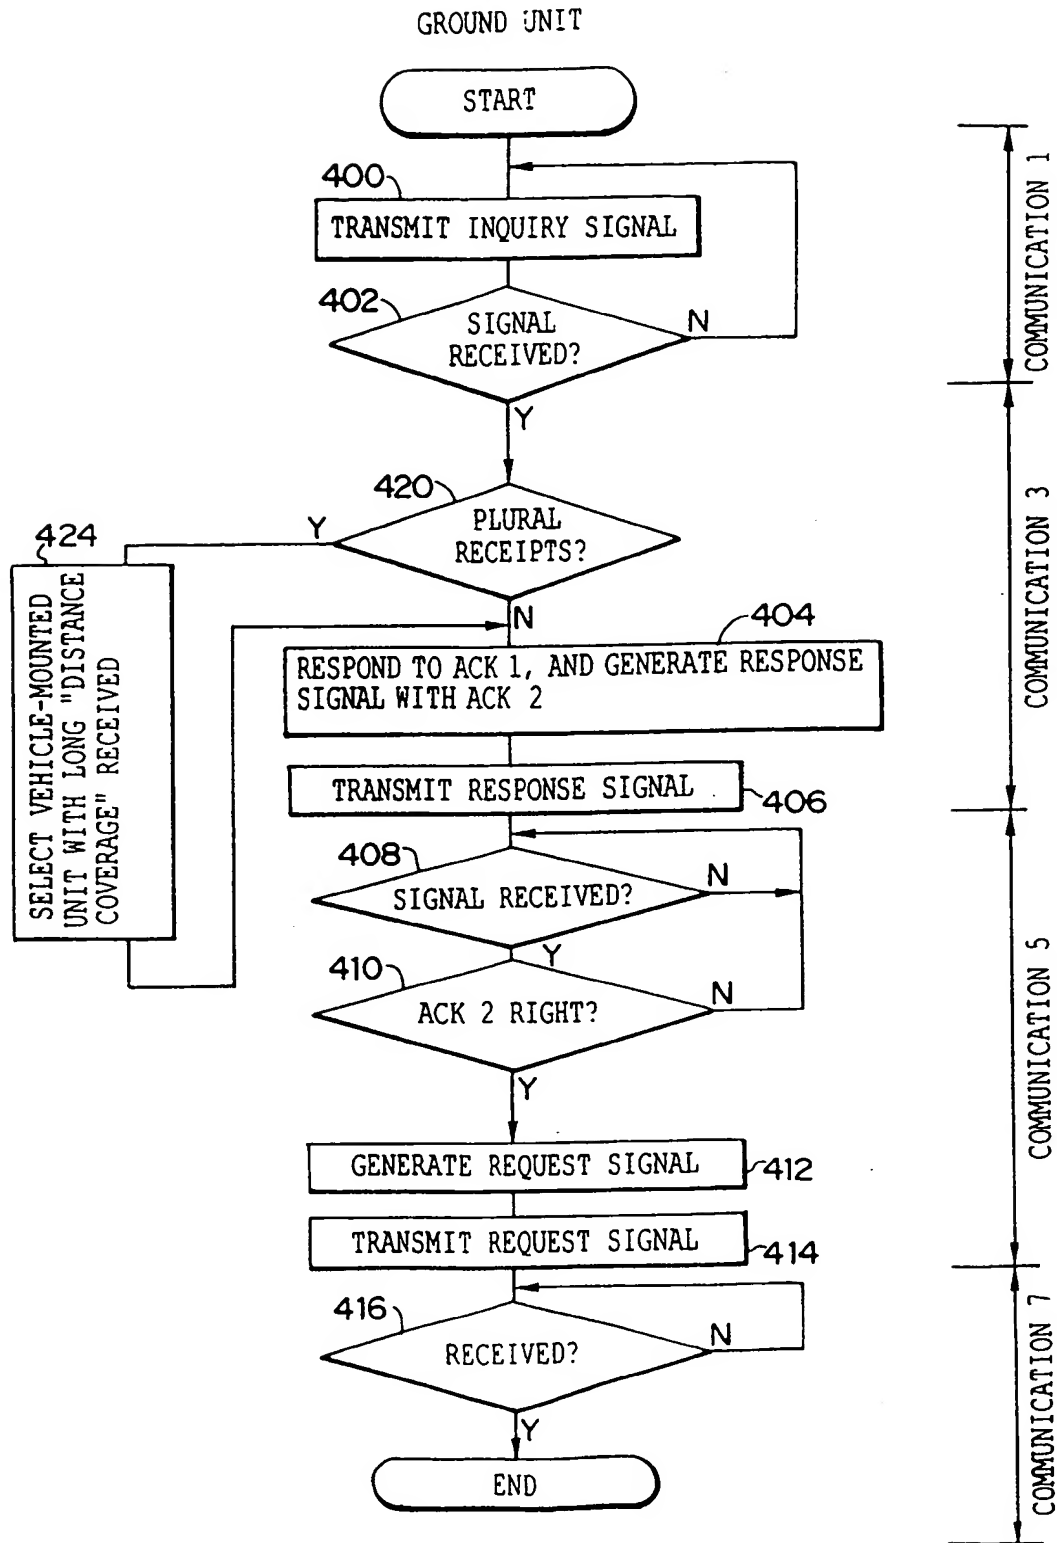 GROUND UNIT
START
400
TRANSMIT INQUIRY SIGNAL
402
SIGNAL
RECEIVED?
N
Y
COMMUNICATION 1
420
PLURAL
RECEIPTS?
Y
N
424
SELECT VEHICLE-MOUNTED
UNIT WITH LONG "DISTANCE
COVERAGE" RECEIVED
404
RESPOND TO ACK 1, AND GENERATE RESPONSE
SIGNAL WITH ACK 2
TRANSMIT RESPONSE SIGNAL
406
COMMUNICATION 3
408
SIGNAL RECEIVED?
N
Y
410
ACK 2 RIGHT?
N
Y
GENERATE REQUEST SIGNAL
412
TRANSMIT REQUEST SIGNAL
414
COMMUNICATION 5
416
RECEIVED?
N
Y
END
COMMUNICATION 7